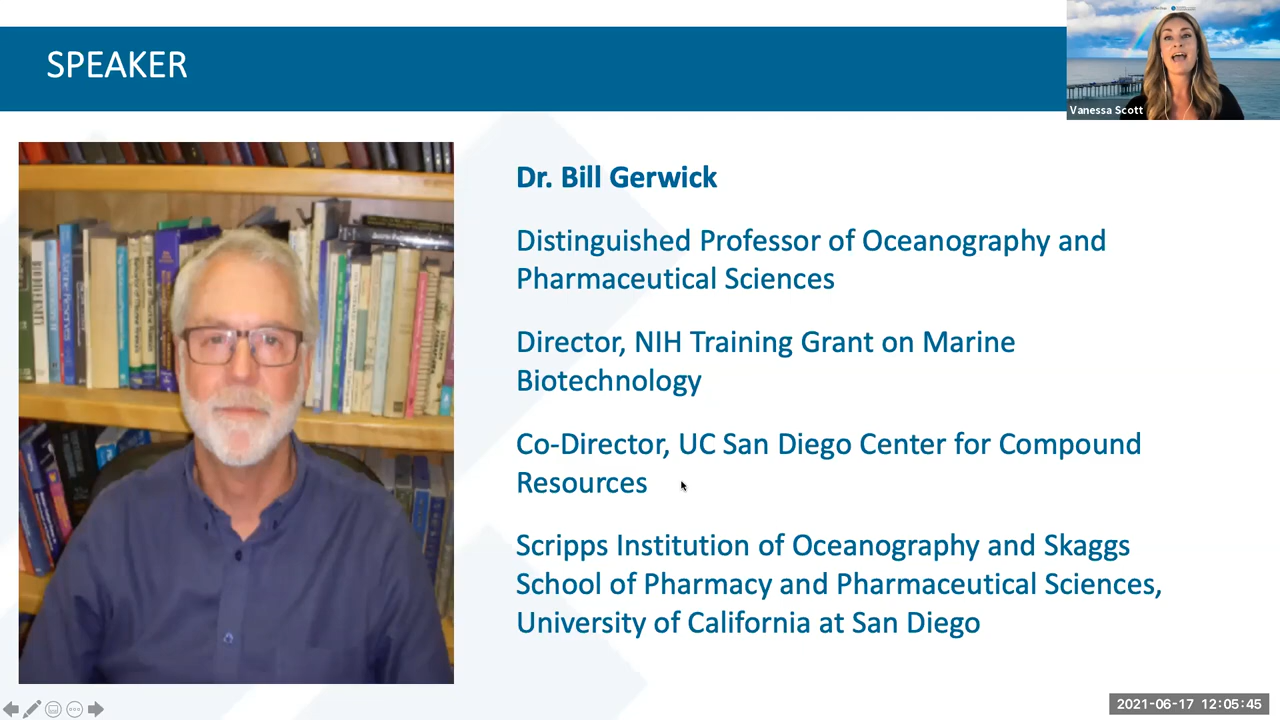 SPEAKER
Vanessa Scott
Dr. Bill Gerwick
Distinguished Professor of Oceanography and
Pharmaceutical Sciences
Director, NIH Training Grant on Marine
Biotechnology
Co-Director, UC San Diego Center for Compound
Resources
Scripps Institution of Oceanography and Skaggs
School of Pharmacy and Pharmaceutical Sciences,
University of California at San Diego
2021-06-17 12:05:45